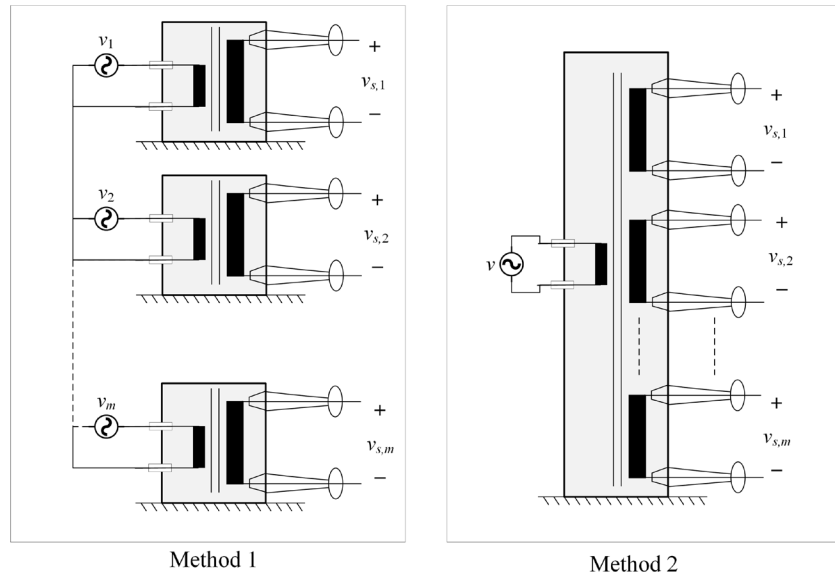 v₁
+
vₛ,₁
−
v₂
+
vₛ,₂
−
vₘ
+
vₛ,ₘ
−
Method 1
+
vₛ,₁
−
+
v
vₛ,₂
−
+
vₛ,ₘ
−
Method 2